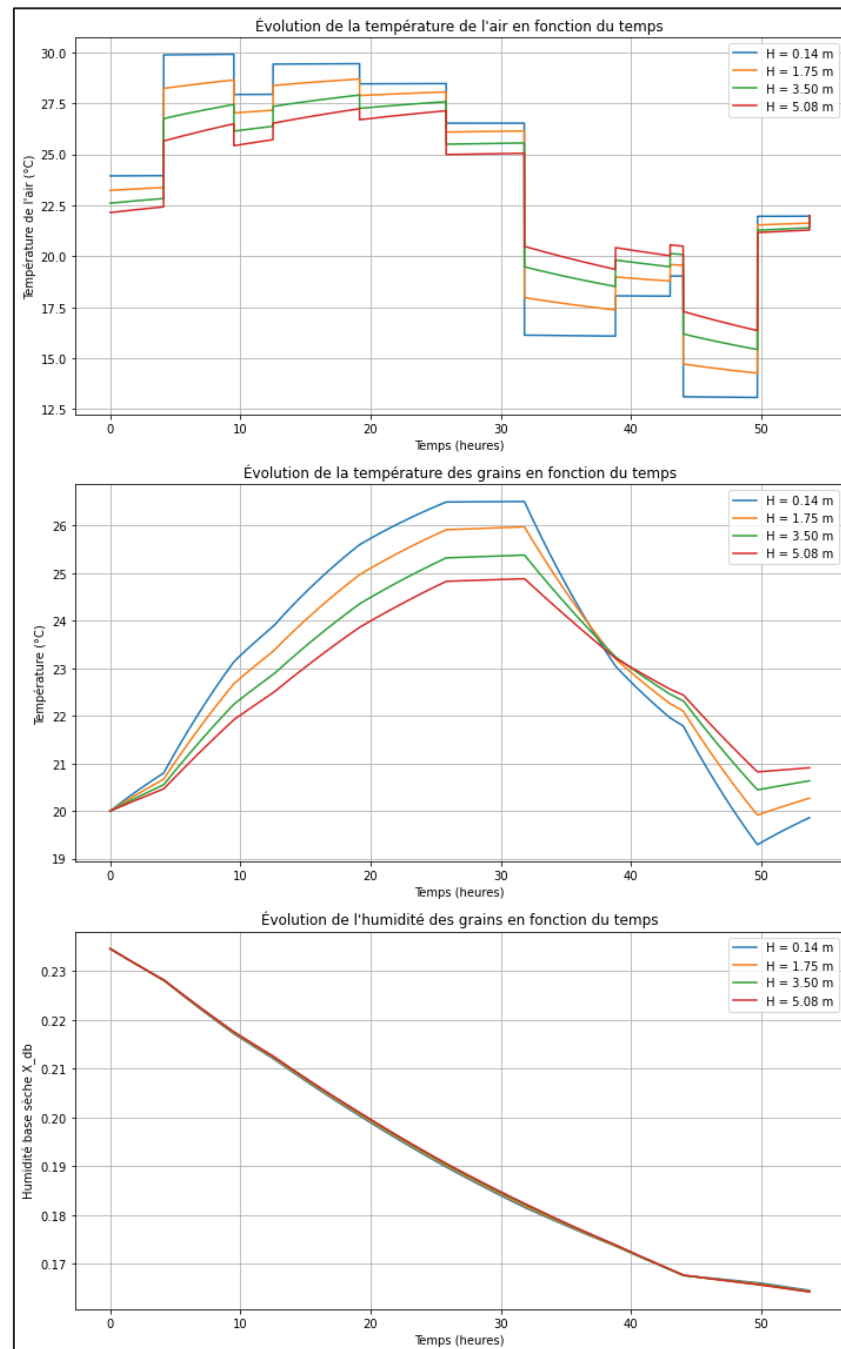 Évolution de la température de l'air en fonction du temps
Température de l'air (°C)
30.0
27.5
25.0
22.5
20.0
17.5
15.0
12.5
H = 0.14 m
H = 1.75 m
H = 3.50 m
H = 5.08 m
0 10 20 30 40 50
Temps (heures)
Évolution de la température des grains en fonction du temps
Température (°C)
26
25
24
23
22
21
20
19
H = 0.14 m
H = 1.75 m
H = 3.50 m
H = 5.08 m
0 10 20 30 40 50
Temps (heures)
Évolution de l'humidité des grains en fonction du temps
Humidité base sèche X_db
0.23
0.22
0.21
0.20
0.19
0.18
0.17
H = 0.14 m
H = 1.75 m
H = 3.50 m
H = 5.08 m
0 10 20 30 40 50
Temps (heures)